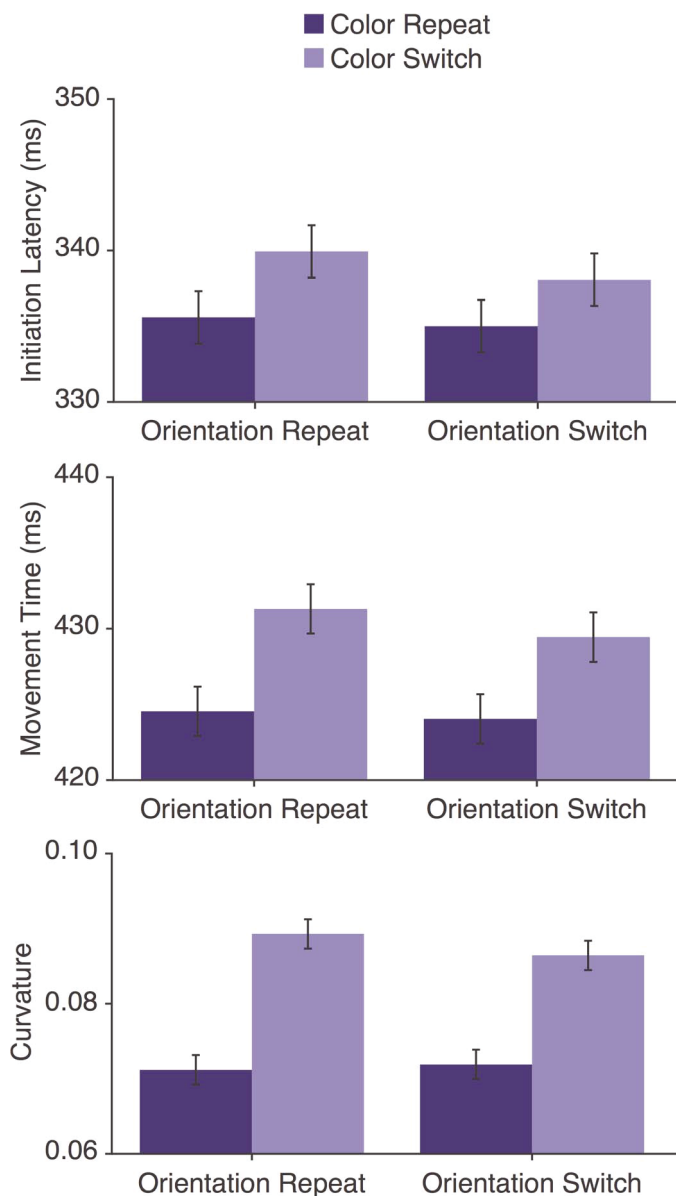 Color Repeat
Color Switch
350
340
330
Initiation Latency (ms)
Orientation Repeat Orientation Switch
440
430
420
Movement Time (ms)
Orientation Repeat Orientation Switch
0.10
0.08
0.06
Curvature
Orientation Repeat Orientation Switch